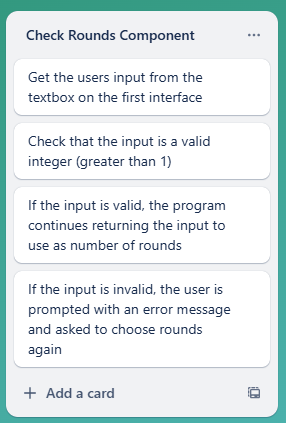 Check Rounds Component
Get the users input from the
textbox on the first interface
Check that the input is a valid
integer (greater than 1)
If the input is valid, the program
continues returning the input to
use as number of rounds
If the input is invalid, the user is
prompted with an error message
and asked to choose rounds
again
Add a card